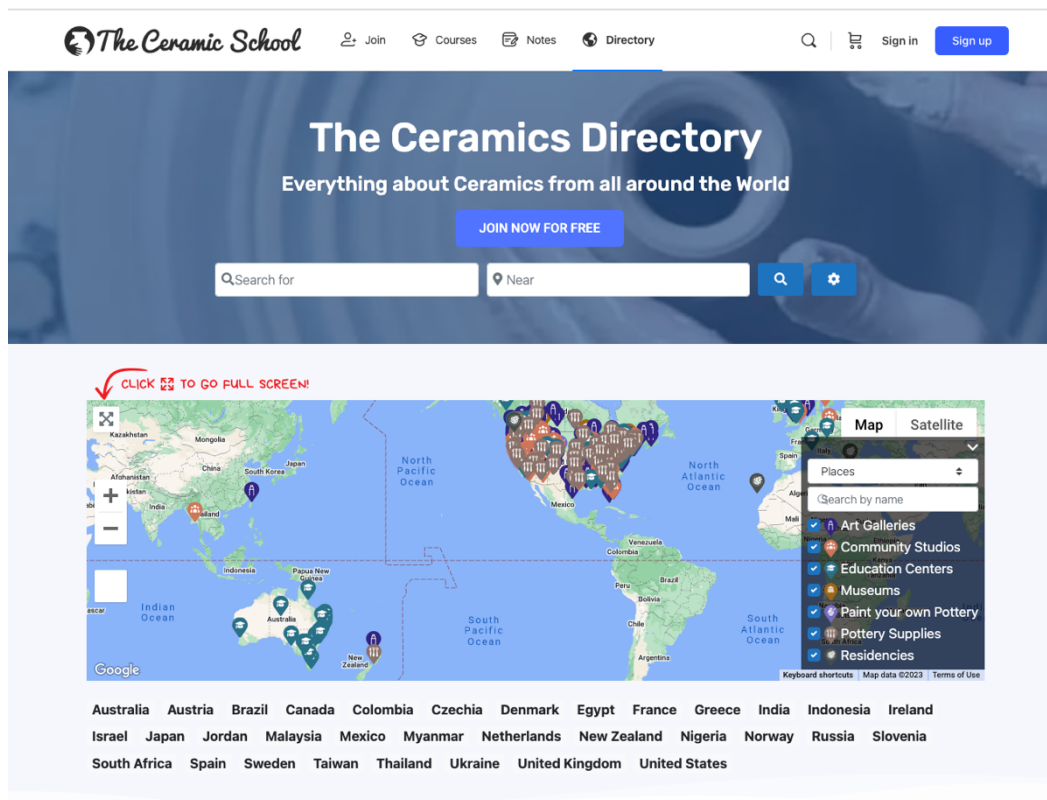 The Ceramic School
Join
Courses
Notes
Directory
Sign in
Sign up
The Ceramics Directory
Everything about Ceramics from all around the World
JOIN NOW FOR FREE
Search for
Near
CLICK TO GO FULL SCREEN!
Map
Satellite
Places
Search by name
Art Galleries
Community Studios
Education Centers
Museums
Paint your own Pottery
Pottery Supplies
Residencies
Kazakhstan
Mongolia
Afghanistan
China
South Korea
Japan
India
Indonesia
Papua New
Guinea
Indian
Ocean
Australia
New
Zealand
North
Pacific
Ocean
South
Pacific
Ocean
Mexico
Venezuela
Colombia
Peru
Brazil
Bolivia
Chile
Argentina
North
Atlantic
Ocean
South
Atlantic
Ocean
Spain
Italy
Mali
Google
Keyboard shortcuts
Map data ©2023
Terms of Use
Australia Austria Brazil Canada Colombia Czechia Denmark Egypt France Greece India Indonesia Ireland
Israel Japan Jordan Malaysia Mexico Myanmar Netherlands New Zealand Nigeria Norway Russia Slovenia
South Africa Spain Sweden Taiwan Thailand Ukraine United Kingdom United States